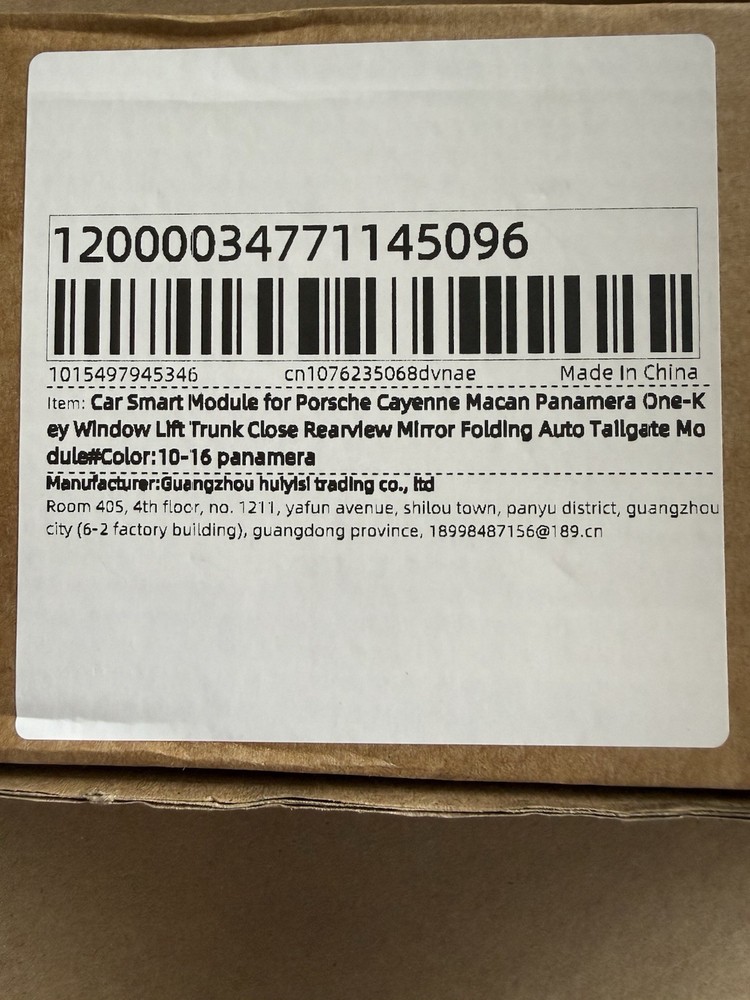 12000034771145096
1015497945346 cn1076235068dvnae Made In China
Item: Car Smart Module for Porsche Cayenne Macan Panamera One-K
ey Window Lift Trunk Close Rearview Mirror Folding Auto Tailgate Mo
dule#Color:10-16 panamera
Manufacturer:Guangzhou huiyisi trading co., ltd
Room 405, 4th floor, no. 1211, yafun avenue, shilou town, panyu district, guangzhou
city (6-2 factory building), guangdong province, 18998487156@189.cn